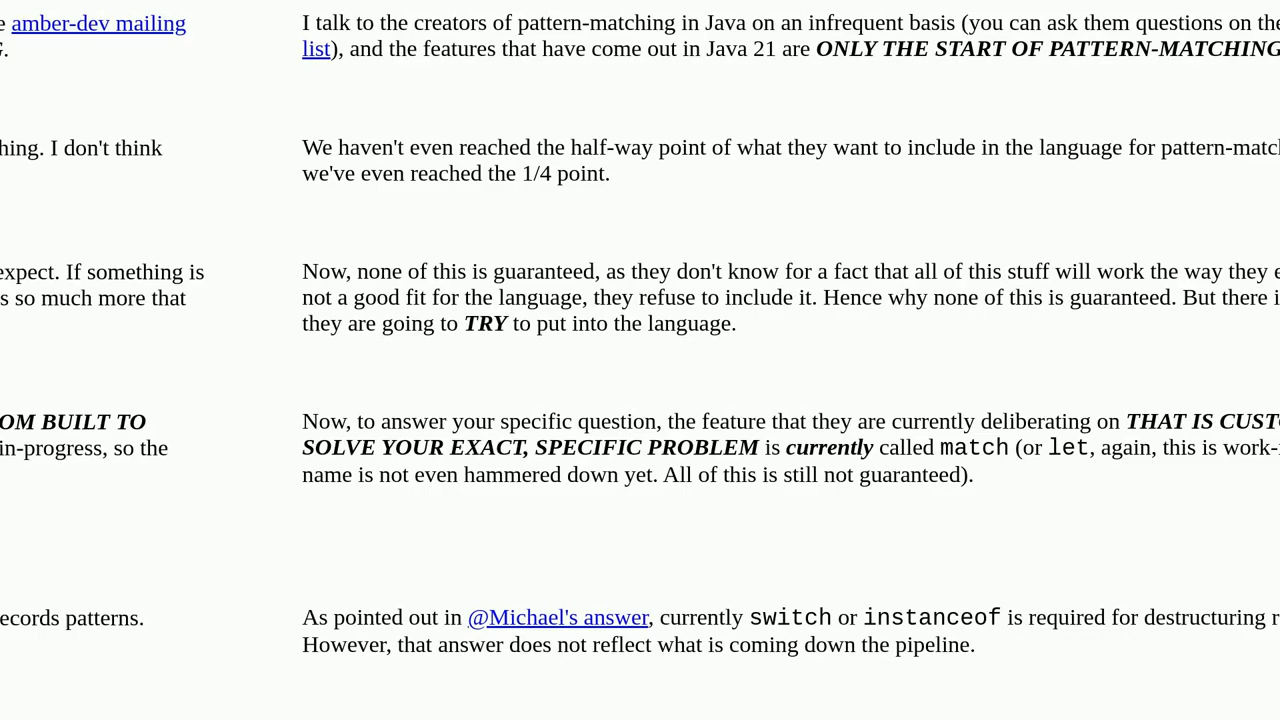 e amber-dev mailing
G.
hing. I don't think
expect. If something is
s so much more that
OM BUILT TO
in-progress, so the
ecords patterns.
I talk to the creators of pattern-matching in Java on an infrequent basis (you can ask them questions on the
list), and the features that have come out in Java 21 are ONLY THE START OF PATTERN-MATCHING
We haven't even reached the half-way point of what they want to include in the language for pattern-match
we've even reached the 1/4 point.
Now, none of this is guaranteed, as they don't know for a fact that all of this stuff will work the way they e
not a good fit for the language, they refuse to include it. Hence why none of this is guaranteed. But there i
they are going to TRY to put into the language.
Now, to answer your specific question, the feature that they are currently deliberating on THAT IS CUSTO
SOLVE YOUR EXACT, SPECIFIC PROBLEM is currently called match (or let, again, this is work-
name is not even hammered down yet. All of this is still not guaranteed).
As pointed out in @Michael's answer, currently switch or instanceof is required for destructuring r
However, that answer does not reflect what is coming down the pipeline.